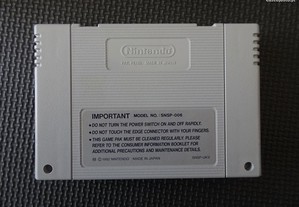 Nintendo
IMPORTANT MODEL NO.: SNSP-006
• DO NOT TURN THE POWER SWITCH ON AND OFF RAPIDLY.
• DO NOT TOUCH THE EDGE CONNECTOR WITH YOUR FINGERS.
• THIS GAME PAK MUST BE CLEANED REGULARLY. PLEASE
REFER TO THE CONSUMER INFORMATION BOOKLET FOR
ADDITIONAL PRECAUTIONS AND MAINTENANCE DETAILS.
© 1992 NINTENDO MADE IN JAPAN